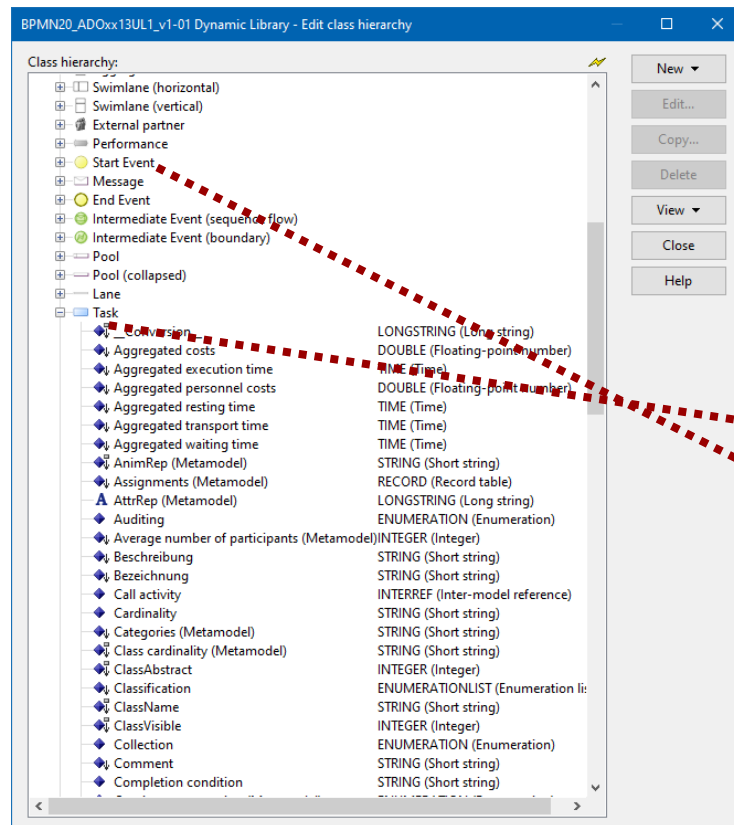 BPMN20_ADOxx13UL1_v1-01 Dynamic Library - Edit class hierarchy
Class hierarchy:
New
Swimlane (horizontal)
Swimlane (vertical)
Edit...
External partner
Performance
Copy...
Start Event
Message
Delete
End Event
Intermediate Event (sequence flow)
View
Intermediate Event (boundary)
Pool
Close
Pool (collapsed)
Lane
Help
Task
__Conversion__ LONGSTRING (Long string)
Aggregated costs DOUBLE (Floating-point number)
Aggregated execution time TIME (Time)
Aggregated personnel costs DOUBLE (Floating-point number)
Aggregated resting time TIME (Time)
Aggregated transport time TIME (Time)
Aggregated waiting time TIME (Time)
AnimRep (Metamodel) STRING (Short string)
Assignments (Metamodel) RECORD (Record table)
A AttrRep (Metamodel) LONGSTRING (Long string)
Auditing ENUMERATION (Enumeration)
Average number of participants (Metamodel) INTEGER (Integer)
Beschreibung STRING (Short string)
Bezeichnung STRING (Short string)
Call activity INTERREF (Inter-model reference)
Cardinality STRING (Short string)
Categories (Metamodel) STRING (Short string)
Class cardinality (Metamodel) STRING (Short string)
ClassAbstract INTEGER (Integer)
Classification ENUMERATIONLIST (Enumeration li
ClassName STRING (Short string)
ClassVisible INTEGER (Integer)
Collection ENUMERATION (Enumeration)
Comment STRING (Short string)
Completion condition STRING (Short string)